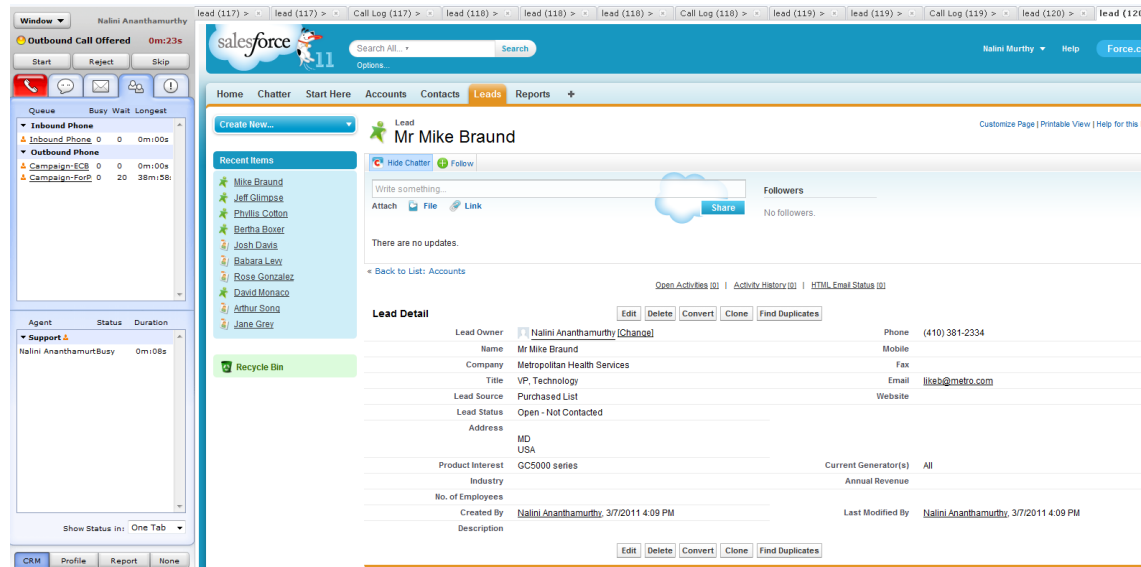 Window
Nalini Ananthamurthy
Outbound Call Offered 0m:23s
Start Reject Skip
Queue Busy Wait Longest
Inbound Phone
Inbound Phone 0 0 0m:00s
Outbound Phone
Campaign-ECB 0 0 0m:00s
Campaign-ForP 0 20 38m:58:
Agent Status Duration
Support
Nalini AnanthamurtBusy 0m:08s
Show Status in: One Tab
CRM Profile Report None
lead (117) > lead (117) > Call Log (117) > lead (118) > lead (118) > lead (118) > Call Log (118) > lead (119) > lead (119) > Call Log (119) > lead (120) > lead (120
salesforce
11
Search All...
Search
Options...
Nalini Murthy Help Force.c
Home Chatter Start Here Accounts Contacts Leads Reports +
Create New...
Recent Items
Mike Braund
Jeff Glimpse
Phyllis Cotton
Bertha Boxer
Josh Davis
Babara Levy
Rose Gonzalez
David Monaco
Arthur Song
Jane Grey
Recycle Bin
Lead
Mr Mike Braund
Customize Page | Printable View | Help for this
Hide Chatter Follow
Write something...
Attach File Link
Share
Followers
No followers.
There are no updates.
« Back to List: Accounts
Open Activities [0] | Activity History [0] | HTML Email Status [0]
Lead Detail
Edit Delete Convert Clone Find Duplicates
Lead Owner Nalini Ananthamurthy [Change] Phone (410) 381-2334
Name Mr Mike Braund Mobile
Company Metropolitan Health Services Fax
Title VP, Technology Email likeb@metro.com
Lead Source Purchased List Website
Lead Status Open - Not Contacted
Address
MD
USA
Product Interest GC5000 series Current Generator(s) All
Industry Annual Revenue
No. of Employees
Created By Nalini Ananthamurthy, 3/7/2011 4:09 PM Last Modified By Nalini Ananthamurthy, 3/7/2011 4:09 PM
Description
Edit Delete Convert Clone Find Duplicates